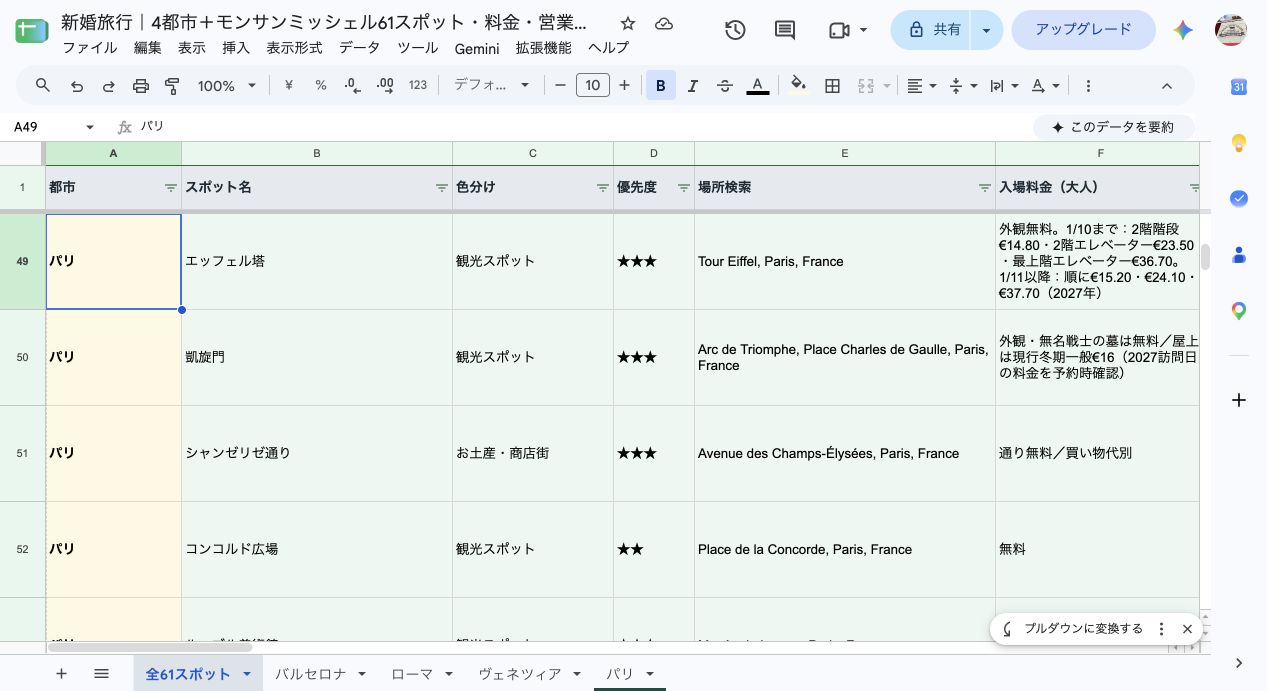 新婚旅行｜4都市＋モンサンミッシェル61スポット・料金・営業...
ファイル 編集 表示 挿入 表示形式 データ ツール Gemini 拡張機能 ヘルプ
共有
アップグレード
100% ¥ % .0 .00 123 デフォ... 10 B I S A A
31
A49 fx パリ
このデータを要約
A B C D E F
1 都市 スポット名 色分け 優先度 場所検索 入場料金（大人）
49 パリ エッフェル塔 観光スポット ★★★ Tour Eiffel, Paris, France
外観無料。1/10まで：2階階段
€14.80・2階エレベーター€23.50
・最上階エレベーター€36.70。
1/11以降：順に€15.20・€24.10・
€37.70（2027年）
50 パリ 凱旋門 観光スポット ★★★
Arc de Triomphe, Place Charles de Gaulle, Paris,
France
外観・無名戦士の墓は無料／屋上
は現行冬期一般€16（2027訪問日
の料金を予約時確認）
51 パリ シャンゼリゼ通り お土産・商店街 ★★★ Avenue des Champs-Élysées, Paris, France 通り無料／買い物代別
52 パリ コンコルド広場 観光スポット ★★ Place de la Concorde, Paris, France 無料
プルダウンに変換する
全61スポット バルセロナ ローマ ヴェネツィア パリ